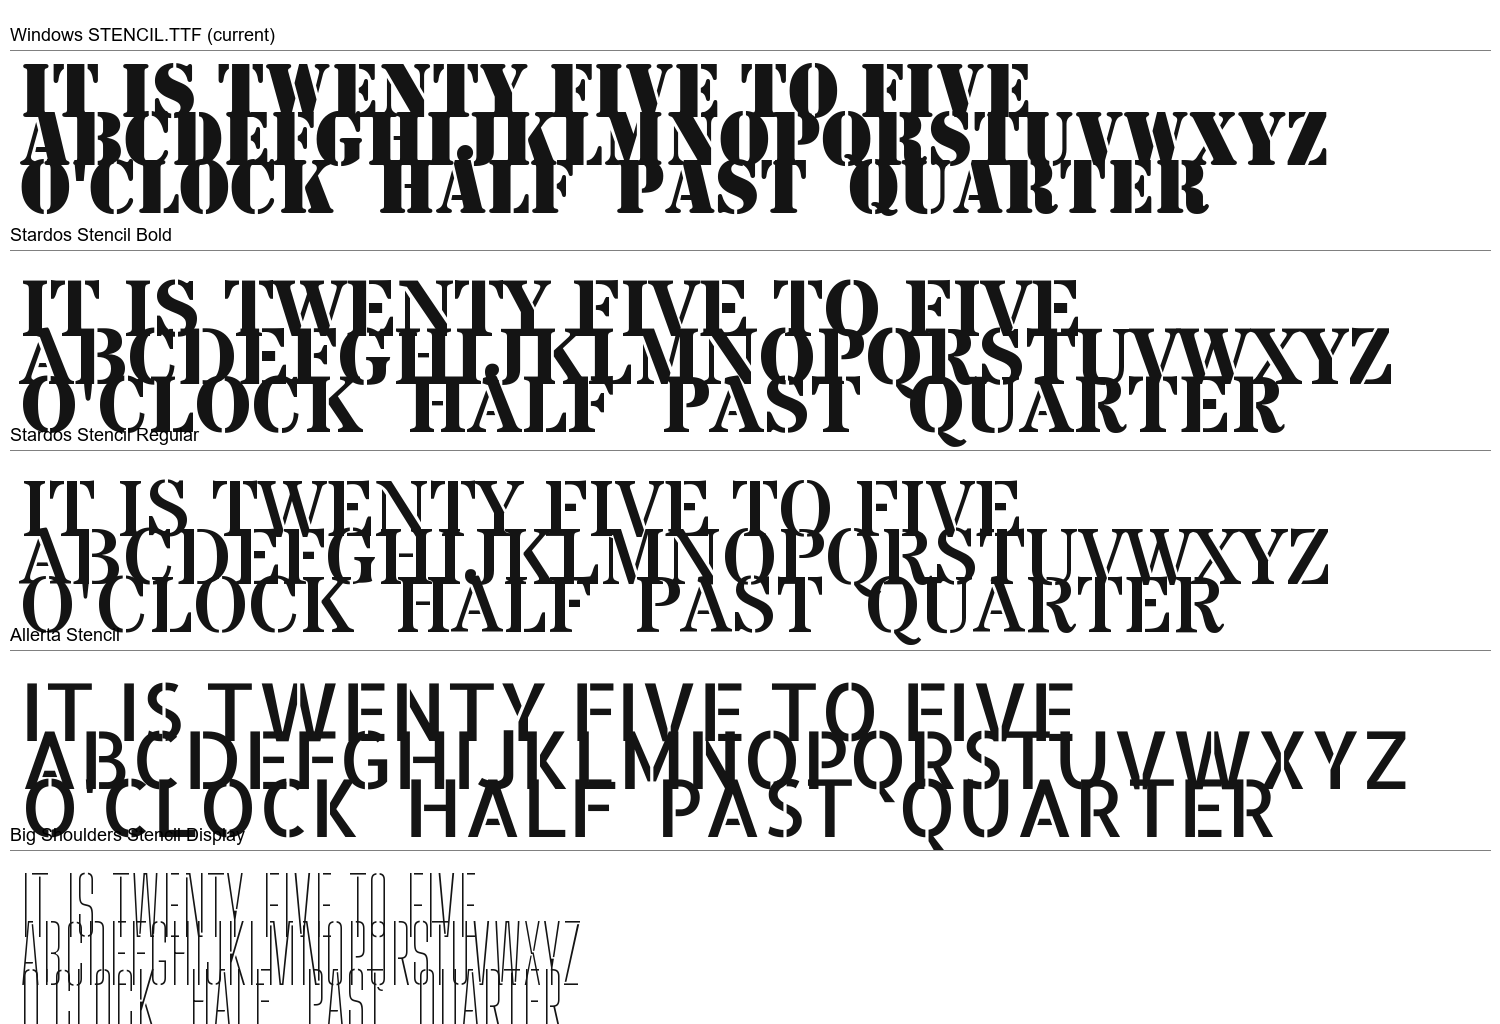 Windows STENCIL.TTF (current)
IT IS TWENTY FIVE TO FIVE
ABCDEFGHIJKLMNOPQRSTUVWXYZ
O'CLOCK HALF PAST QUARTER
Stardos Stencil Bold
IT IS TWENTY FIVE TO FIVE
ABCDEFGHIJKLMNOPQRSTUVWXYZ
O'CLOCK HALF PAST QUARTER
Stardos Stencil Regular
IT IS TWENTY FIVE TO FIVE
ABCDEFGHIJKLMNOPQRSTUVWXYZ
O'CLOCK HALF PAST QUARTER
Allerta Stencil
IT IS TWENTY FIVE TO FIVE
ABCDEFGHIJKLMNOPQRSTUVWXYZ
O'CLOCK HALF PAST QUARTER
Big Shoulders Stencil Display
IT IS TWENTY FIVE TO FIVE
ABCDEFGHIJKLMNOPQRSTUVWXYZ
O'CLOCK HALF PAST QUARTER